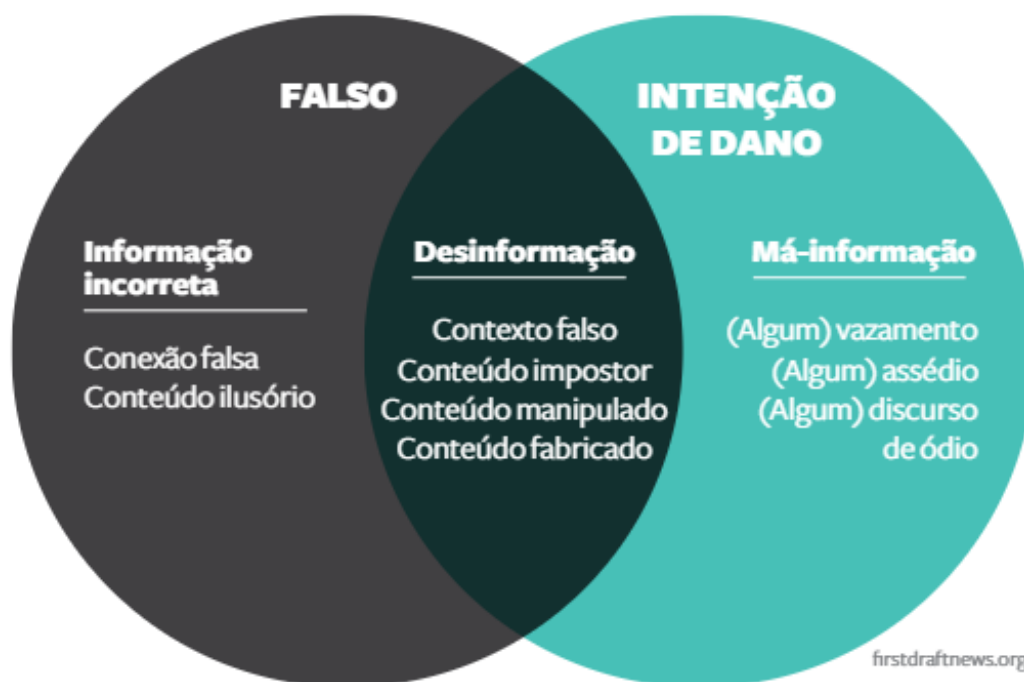 FALSO
INTENÇÃO
DE DANO
Informação
incorreta
Conexão falsa
Conteúdo ilusório
Desinformação
Contexto falso
Conteúdo impostor
Conteúdo manipulado
Conteúdo fabricado
Má-informação
(Algum) vazamento
(Algum) assédio
(Algum) discurso
de ódio
firstdraftnews.org